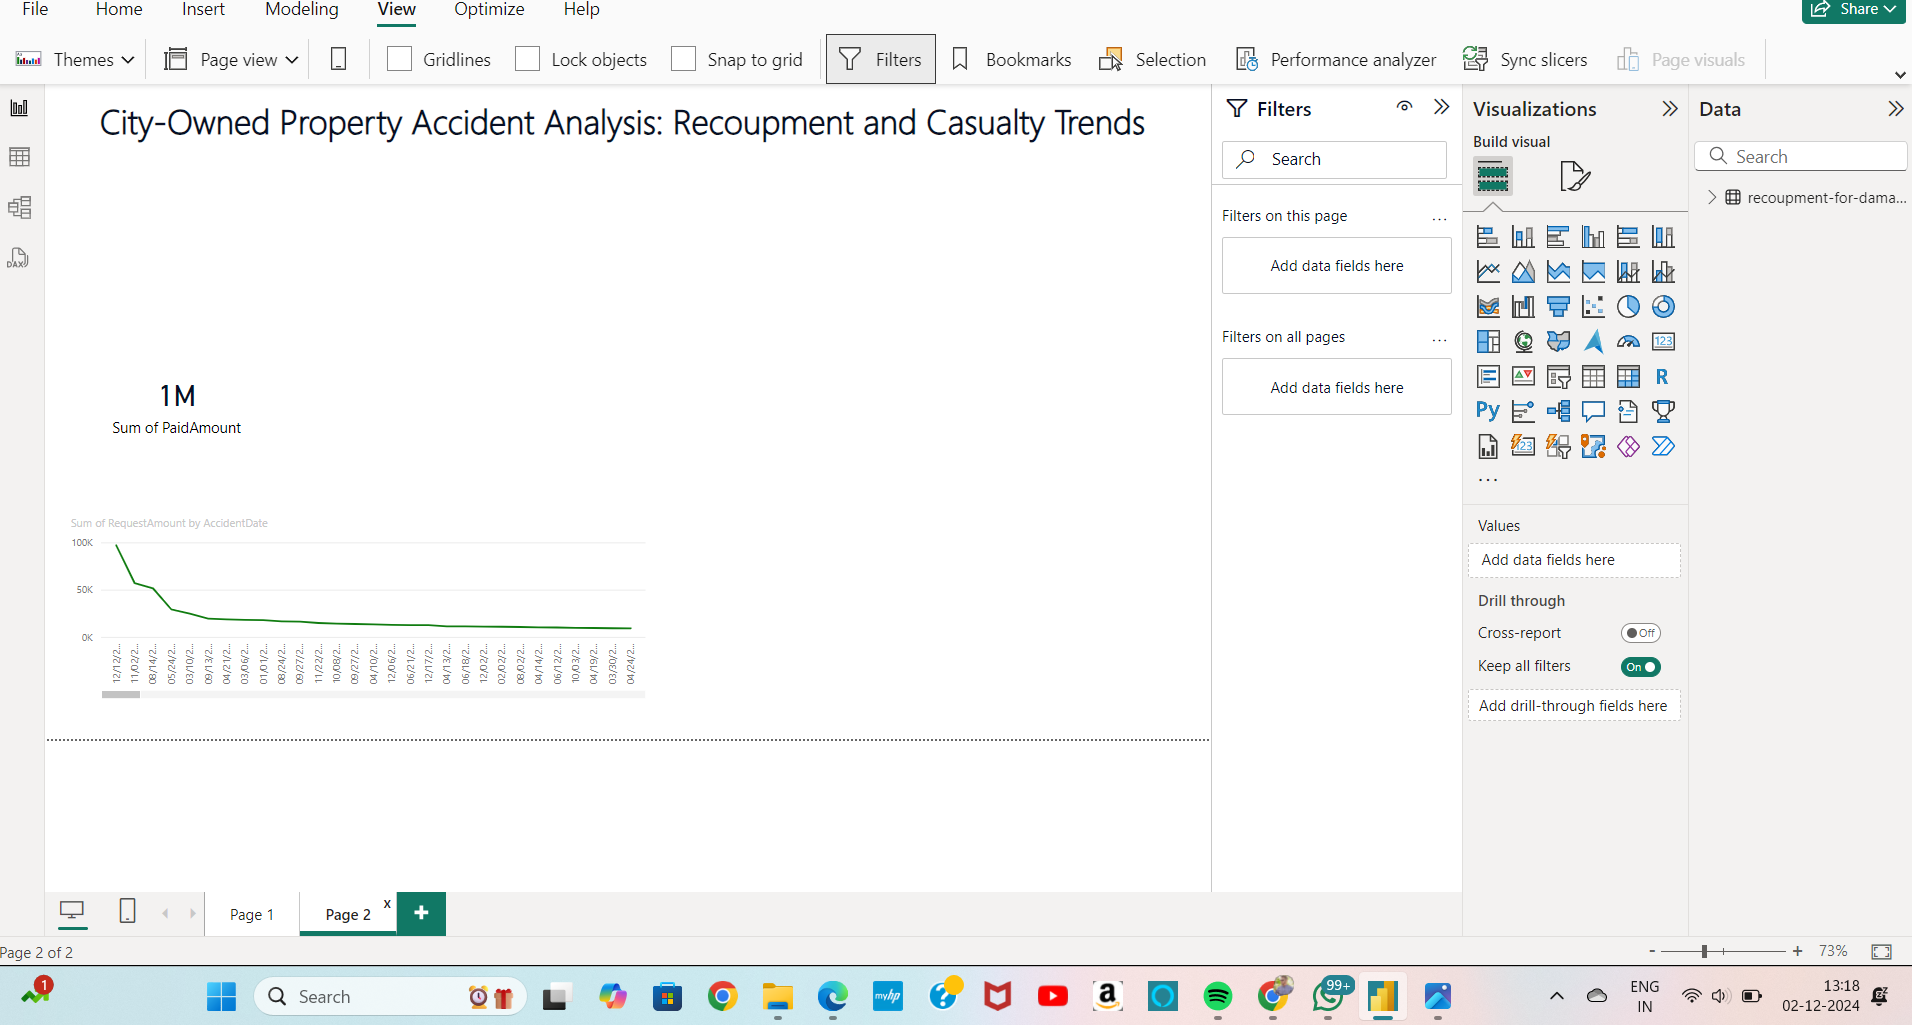 File Home Insert Modeling View Optimize Help Share
Themes Page view Gridlines Lock objects Snap to grid Filters Bookmarks Selection Performance analyzer Sync slicers Page visuals
City-Owned Property Accident Analysis: Recoupment and Casualty Trends
1M
Sum of PaidAmount
Sum of RequestAmount by AccidentDate
100K
50K
0K
12/12/2...
11/02/2...
08/14/2...
05/24/2...
03/10/2...
09/13/2...
04/21/2...
03/06/2...
01/01/2...
08/24/2...
09/27/2...
11/22/2...
10/08/2...
09/27/2...
04/10/2...
12/06/2...
06/21/2...
12/17/2...
04/13/2...
06/18/2...
12/02/2...
02/02/2...
08/02/2...
04/14/2...
06/12/2...
10/03/2...
04/19/2...
03/30/2...
04/24/2...
Filters
Search
Filters on this page ...
Add data fields here
Filters on all pages ...
Add data fields here
Visualizations
Build visual
123
R
Py
123
...
Values
Add data fields here
Drill through
Cross-report Off
Keep all filters On
Add drill-through fields here
Data
Search
recoupment-for-dama...
DAX
Page 1 Page 2 x +
Page 2 of 2
- + 73%
1
Search
myhp
99+
ENG
IN
13:18
02-12-2024